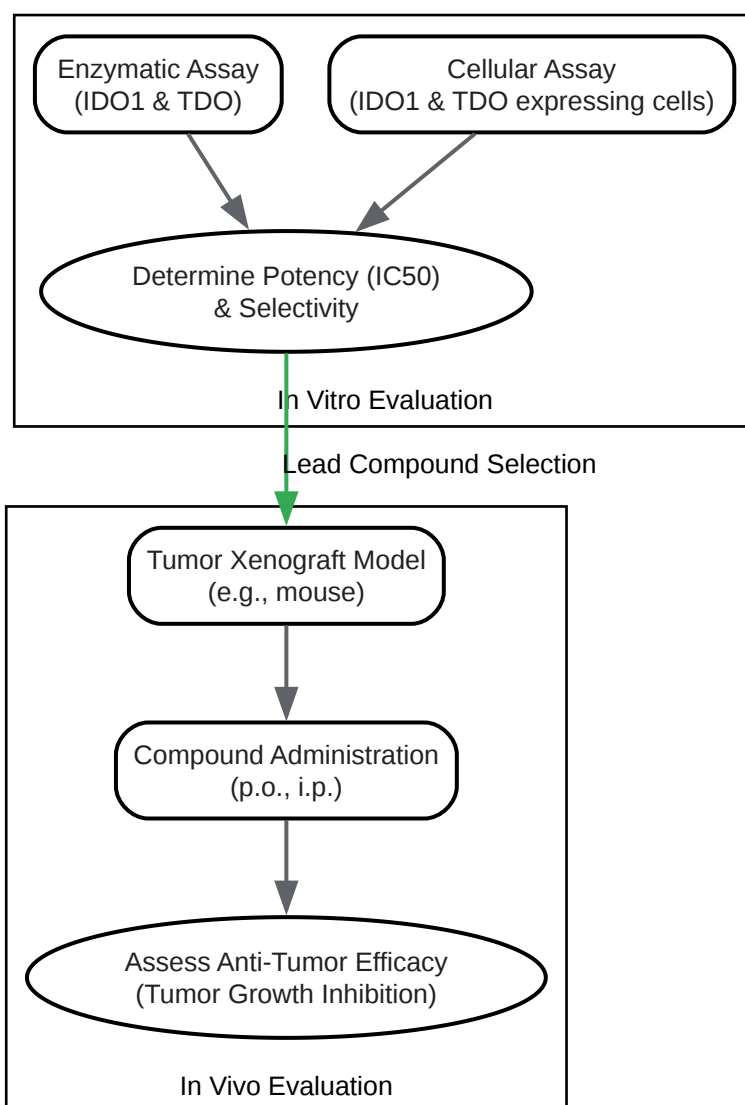 Enzymatic Assay
(IDO1 & TDO)
Cellular Assay
(IDO1 & TDO expressing cells)
Determine Potency (IC50)
& Selectivity
In Vitro Evaluation
Lead Compound Selection
Tumor Xenograft Model
(e.g., mouse)
Compound Administration
(p.o., i.p.)
Assess Anti-Tumor Efficacy
(Tumor Growth Inhibition)
In Vivo Evaluation